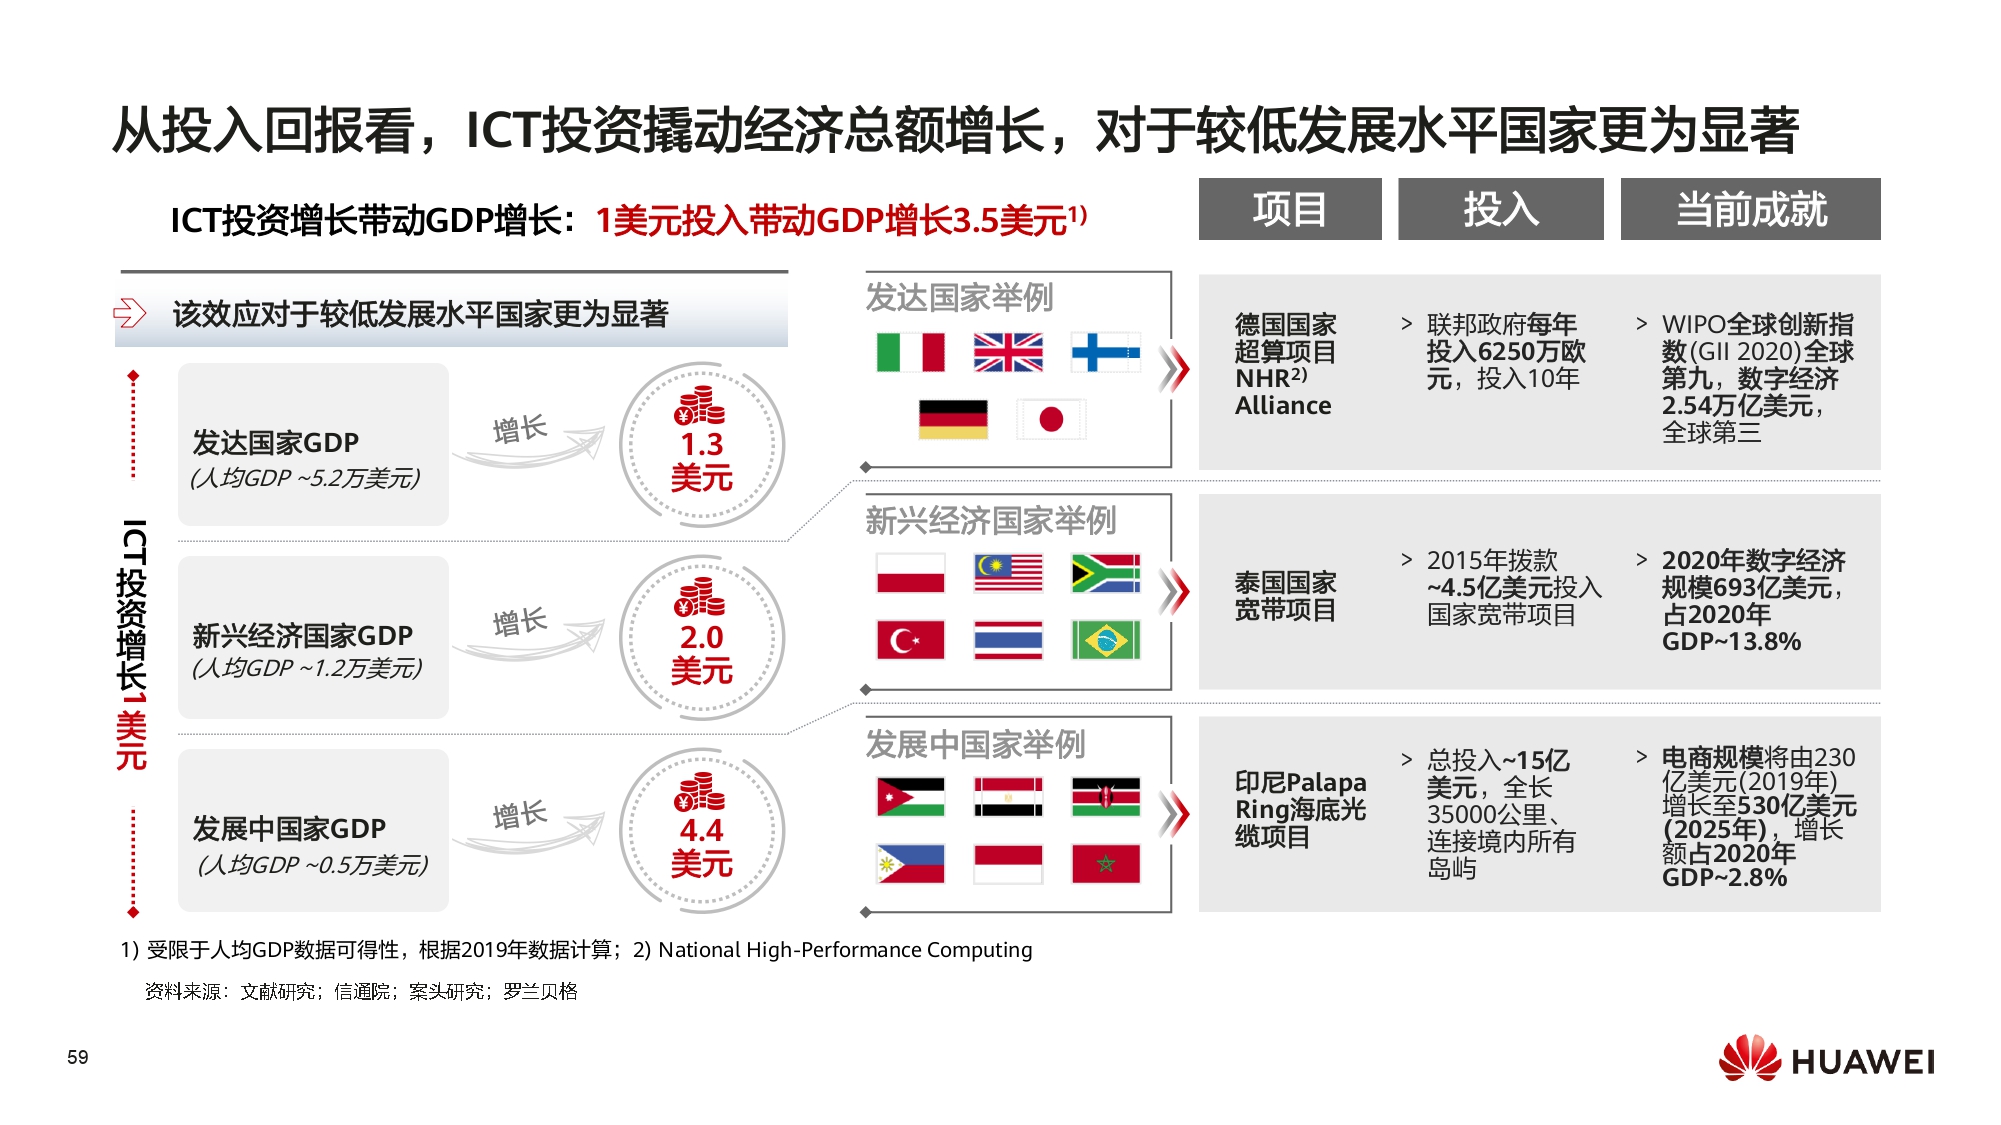 从投入回报看，ICT投资撬动经济总额增长，对于较低发展水平国家更为显著
ICT投资增长带动GDP增长：1美元投入带动GDP增长3.5美元1)
项目
投入
当前成就
该效应对于较低发展水平国家更为显著
ICT投资增长1美元
发达国家GDP
(人均GDP ~5.2万美元)
增长
1.3
美元
新兴经济国家GDP
(人均GDP ~1.2万美元)
增长
2.0
美元
发展中国家GDP
(人均GDP ~0.5万美元)
增长
4.4
美元
发达国家举例
德国国家
超算项目
NHR2)
Alliance
> 联邦政府每年
投入6250万欧
元，投入10年
> WIPO全球创新指
数(GII 2020)全球
第九，数字经济
2.54万亿美元，
全球第三
新兴经济国家举例
泰国国家
宽带项目
> 2015年拨款
~4.5亿美元投入
国家宽带项目
> 2020年数字经济
规模693亿美元，
占2020年
GDP~13.8%
发展中国家举例
印尼Palapa
Ring海底光
缆项目
> 总投入~15亿
美元，全长
35000公里、
连接境内所有
岛屿
> 电商规模将由230
亿美元(2019年)
增长至530亿美元
(2025年)，增长
额占2020年
GDP~2.8%
1) 受限于人均GDP数据可得性，根据2019年数据计算；2) National High-Performance Computing
资料来源：文献研究；信通院；案头研究；罗兰贝格
59
HUAWEI